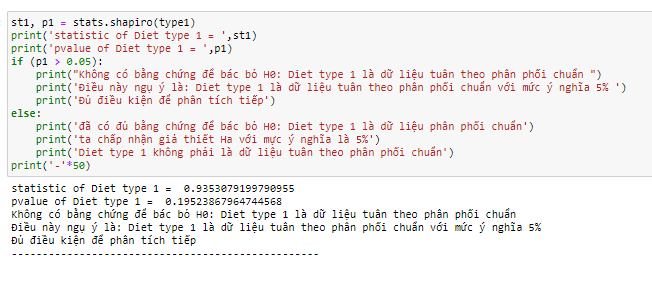 st1, p1 = stats.shapiro(type1)
print('statistic of Diet type 1 = ',st1)
print('pvalue of Diet type 1 = ',p1)
if (p1 > 0.05):
    print("Không có bằng chứng để bác bỏ H0: Diet type 1 là dữ liệu tuân theo phân phối chuẩn ")
    print('Điều này ngụ ý là: Diet type 1 là dữ liệu tuân theo phân phối chuẩn với mức ý nghĩa 5% ')
    print('Đủ điều kiện để phân tích tiếp')
else:
    print('đã có đủ bằng chứng để bác bỏ H0: Diet type 1 là dữ liệu phân phối chuẩn')
    print('ta chấp nhận giả thiết Ha với mực ý nghĩa là 5%')
    print('Diet type 1 không phải là dữ liệu tuân theo phân phối chuẩn')
print('-'*50)
statistic of Diet type 1 =  0.9353079199790955
pvalue of Diet type 1 =  0.19523867964744568
Không có bằng chứng để bác bỏ H0: Diet type 1 là dữ liệu tuân theo phân phối chuẩn
Điều này ngụ ý là: Diet type 1 là dữ liệu tuân theo phân phối chuẩn với mức ý nghĩa 5%
Đủ điều kiện để phân tích tiếp
--------------------------------------------------